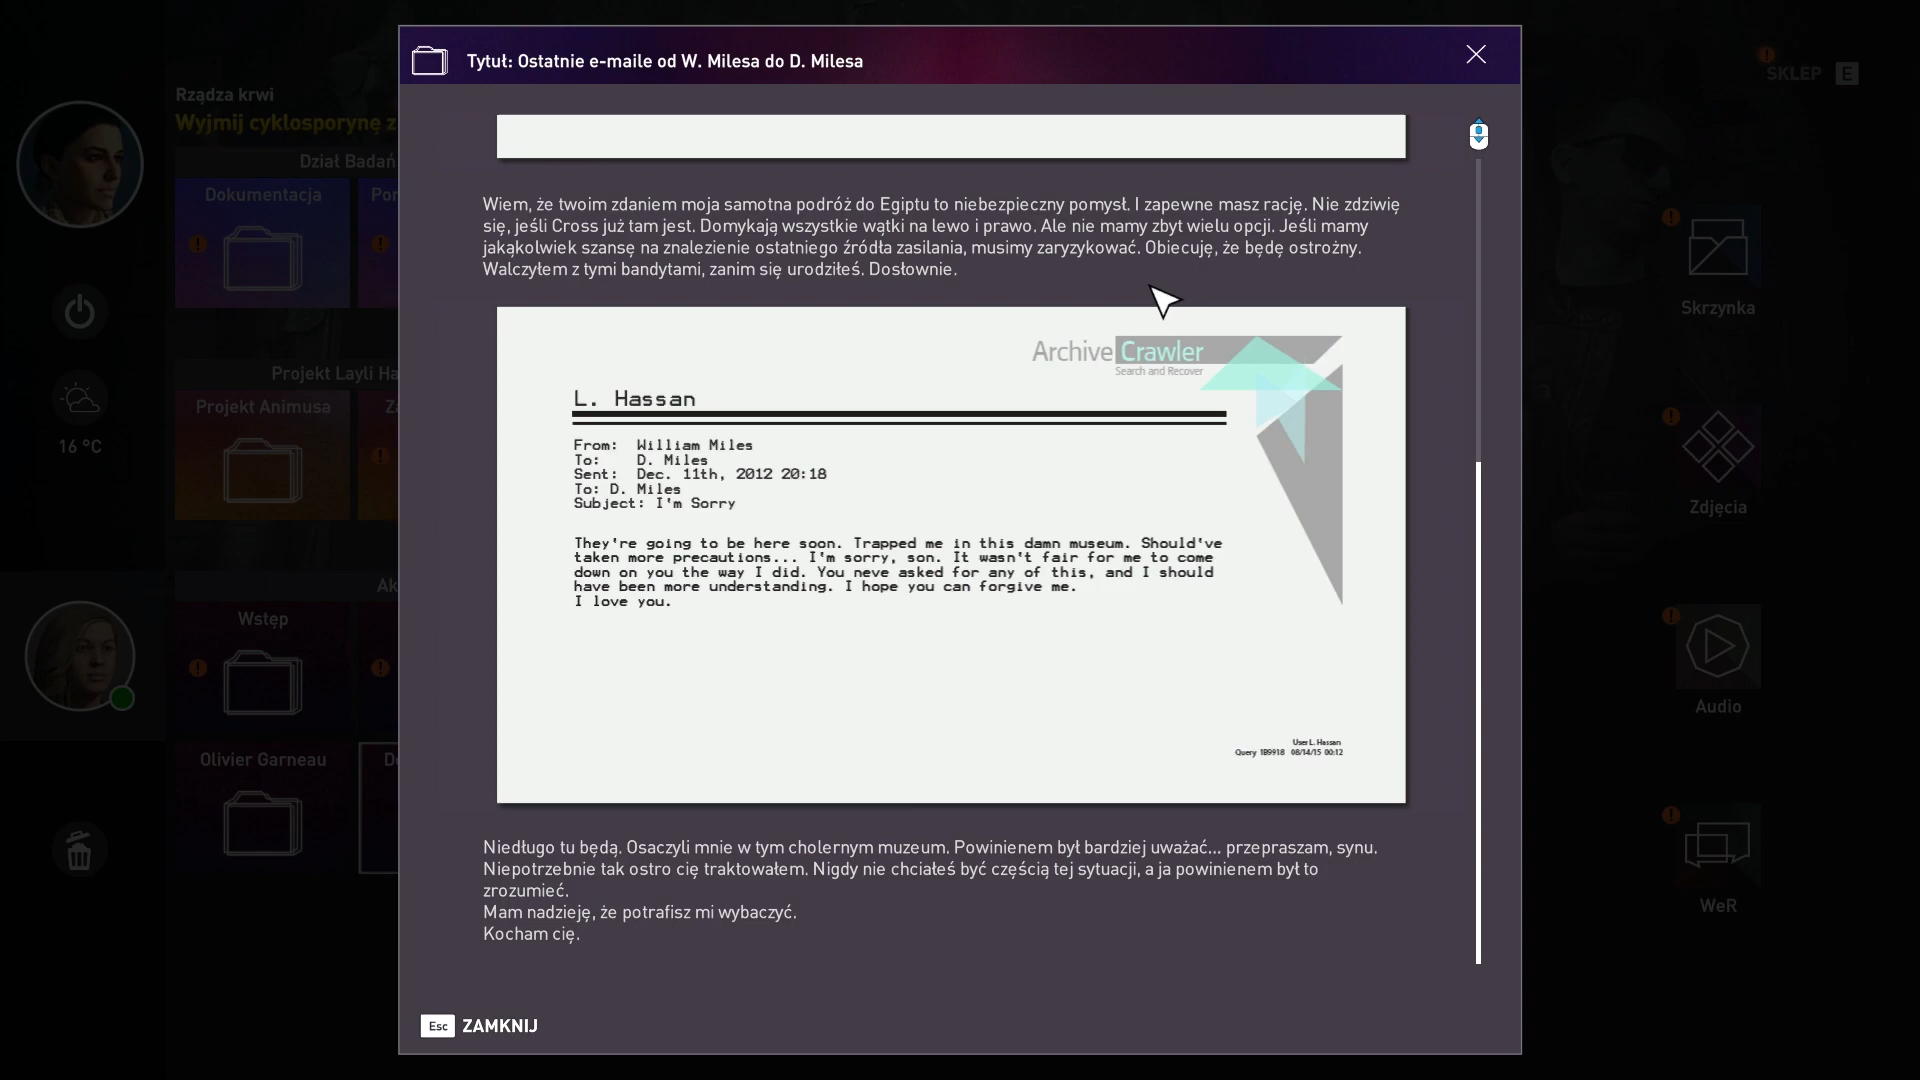 Tytuł: Ostatnie e-maile od W. Milesa do D. Milesa
SKLEP E
Rządza krwi
Wyjmij cyklosporynę z
Dział Badań
Dokumentacja
Wiem, że twoim zdaniem moja samotna podróż do Egiptu to niebezpieczny pomysł. I zapewne masz rację. Nie zdziwię
się, jeśli Cross już tam jest. Domykają wszystkie wątki na lewo i prawo. Ale nie mamy zbyt wielu opcji. Jeśli mamy
jakąkolwiek szansę na znalezienie ostatniego źródła zasilania, musimy zaryzykować. Obiecuję, że będę ostrożny.
Walczyłem z tymi bandytami, zanim się urodziłeś. Dosłownie.
Skrzynka
Archive Crawler
Search and Recover
Projekt Layli Ha
Projekt Animusa
16 °C
L. Hassan
From: William Miles
To: D. Miles
Sent: Dec. 11th, 2012 20:18
To: D. Miles
Subject: I'm Sorry
Zdjęcia
They're going to be here soon. Trapped me in this damn museum. Should've
taken more precautions... I'm sorry, son. It wasn't fair for me to come
down on you the way I did. You neve asked for any of this, and I should
have been more understanding. I hope you can forgive me.
I love you.
Ak
Wstęp
Audio
Olivier Garneau
User L. Hassan
Query 1B9918 08/14/15 00:12
Niedługo tu będą. Osaczyli mnie w tym cholernym muzeum. Powinienem był bardziej uważać... przepraszam, synu.
Niepotrzebnie tak ostro cię traktowałem. Nigdy nie chciałeś być częścią tej sytuacji, a ja powinienem był to
zrozumieć.
Mam nadzieję, że potrafisz mi wybaczyć.
Kocham cię.
WeR
Esc ZAMKNIJ